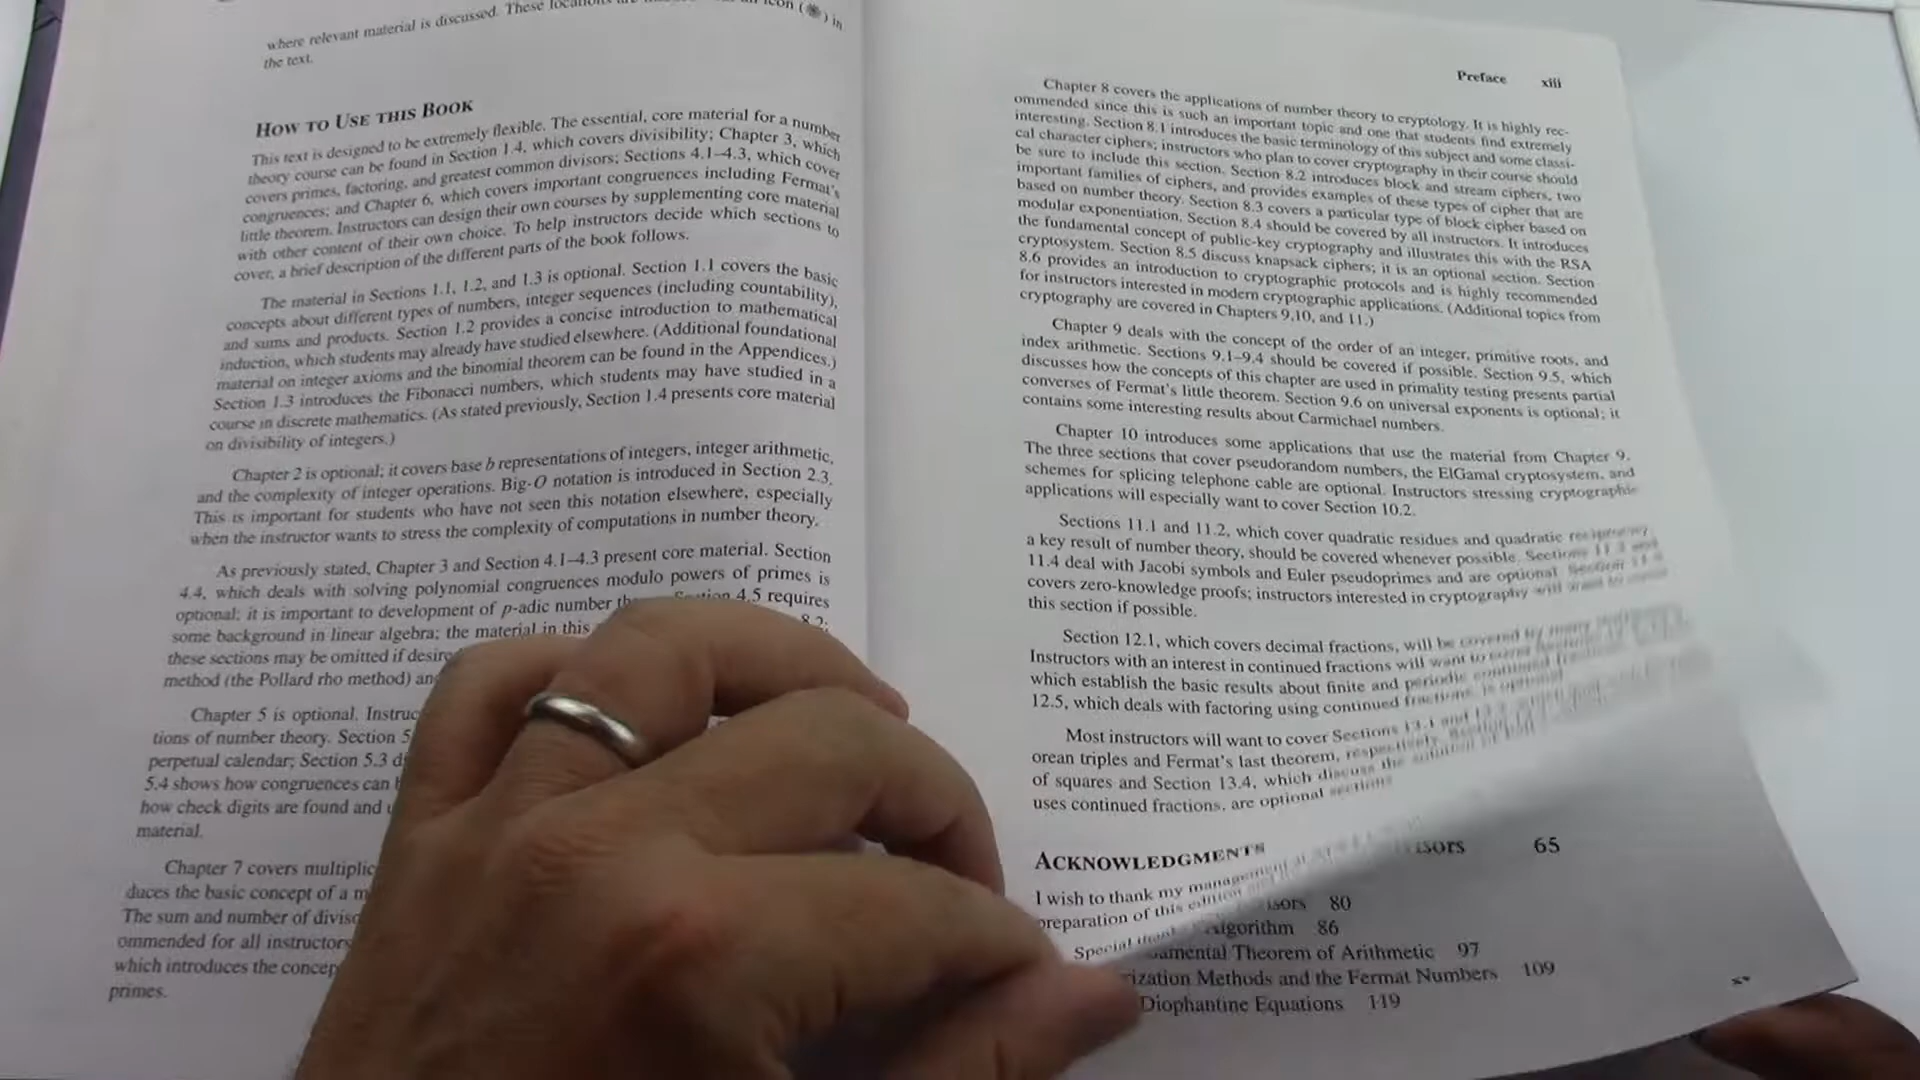 where relevant material is discussed. These
icon ( ) in
the text.
HOW TO USE THIS BOOK
This text is designed to be extremely flexible. The essential, core material for a number
theory course can be found in Section 1.4, which covers divisibility; Chapter 3, which
covers primes, factoring, and greatest common divisors; Sections 4.1–4.3, which cover
congruences; and Chapter 6, which covers important congruences including Fermat's
little theorem. Instructors can design their own courses by supplementing core material
with other content of their own choice. To help instructors decide which sections to
cover, a brief description of the different parts of the book follows.
The material in Sections 1.1, 1.2, and 1.3 is optional. Section 1.1 covers the basic
concepts about different types of numbers, integer sequences (including countability),
and sums and products. Section 1.2 provides a concise introduction to mathematical
induction, which students may already have studied elsewhere. (Additional foundational
material on integer axioms and the binomial theorem can be found in the Appendices.)
Section 1.3 introduces the Fibonacci numbers, which students may have studied in a
course in discrete mathematics. (As stated previously, Section 1.4 presents core material
on divisibility of integers.)
Chapter 2 is optional; it covers base b representations of integers, integer arithmetic,
and the complexity of integer operations. Big-O notation is introduced in Section 2.3.
This is important for students who have not seen this notation elsewhere, especially
when the instructor wants to stress the complexity of computations in number theory.
As previously stated, Chapter 3 and Section 4.1–4.3 present core material. Section
4.4, which deals with solving polynomial congruences modulo powers of primes is
optional; it is important to development of p-adic number Section 4.5 requires
some background in linear algebra; the material in this 8.2;
these sections may be omitted if
method (the Pollard rho method)
Chapter 5 is optional.
tions of number theory. Section
perpetual calendar; Section 5.3
5.4 shows how congruences can
how check digits are found and
material.
Chapter 7 covers
duces the basic concept of a
The sum and number of
ommended for all instructors
which introduces the
primes.
Preface xiii
Chapter 8 covers the applications of number theory to cryptology. It is highly rec-
ommended since this is such an important topic and one that students find extremely
interesting. Section 8.1 introduces the basic terminology of this subject and some classi-
cal character ciphers; instructors who plan to cover cryptography in their course should
be sure to include this section. Section 8.2 introduces block and stream ciphers, two
important families of ciphers, and provides examples of these types of cipher that are
based on number theory. Section 8.3 covers a particular type of block cipher based on
modular exponentiation. Section 8.4 should be covered by all instructors. It introduces
the fundamental concept of public-key cryptography and illustrates this with the RSA
cryptosystem. Section 8.5 discuss knapsack ciphers; it is an optional section. Section
8.6 provides an introduction to cryptographic protocols and is highly recommended
for instructors interested in modern cryptographic applications. (Additional topics from
cryptography are covered in Chapters 9,10, and 11.)
Chapter 9 deals with the concept of the order of an integer, primitive roots, and
index arithmetic. Sections 9.1–9.4 should be covered if possible. Section 9.5, which
discusses how the concepts of this chapter are used in primality testing presents partial
converses of Fermat's little theorem. Section 9.6 on universal exponents is optional; it
contains some interesting results about Carmichael numbers.
Chapter 10 introduces some applications that use the material from Chapter 9.
The three sections that cover pseudorandom numbers, the ElGamal cryptosystem, and
schemes for splicing telephone cable are optional. Instructors stressing cryptographic
applications will especially want to cover Section 10.2.
Sections 11.1 and 11.2, which cover quadratic residues and quadratic reciprocity,
a key result of number theory, should be covered whenever possible. Sections 11.3 and
11.4 deal with Jacobi symbols and Euler pseudoprimes and are optional. Section
covers zero-knowledge proofs; instructors interested in cryptography will want to
this section if possible.
Section 12.1, which covers decimal fractions, will be covered by many
Instructors with an interest in continued fractions will want to
which establish the basic results about finite and periodic continued fractions.
12.5, which deals with factoring using continued fractions, is optional.
Most instructors will want to cover Sections 13.1 and
orean triples and Fermat's last theorem, respectively.
of squares and Section 13.4, which discuss the
uses continued fractions, are optional sections.
ACKNOWLEDGMENTS
I wish to thank my management at
preparation of this edition
Special
65
80
Algorithm 86
Theorem of Arithmetic 97
Methods and the Fermat Numbers 109
Diophantine Equations 119
xv